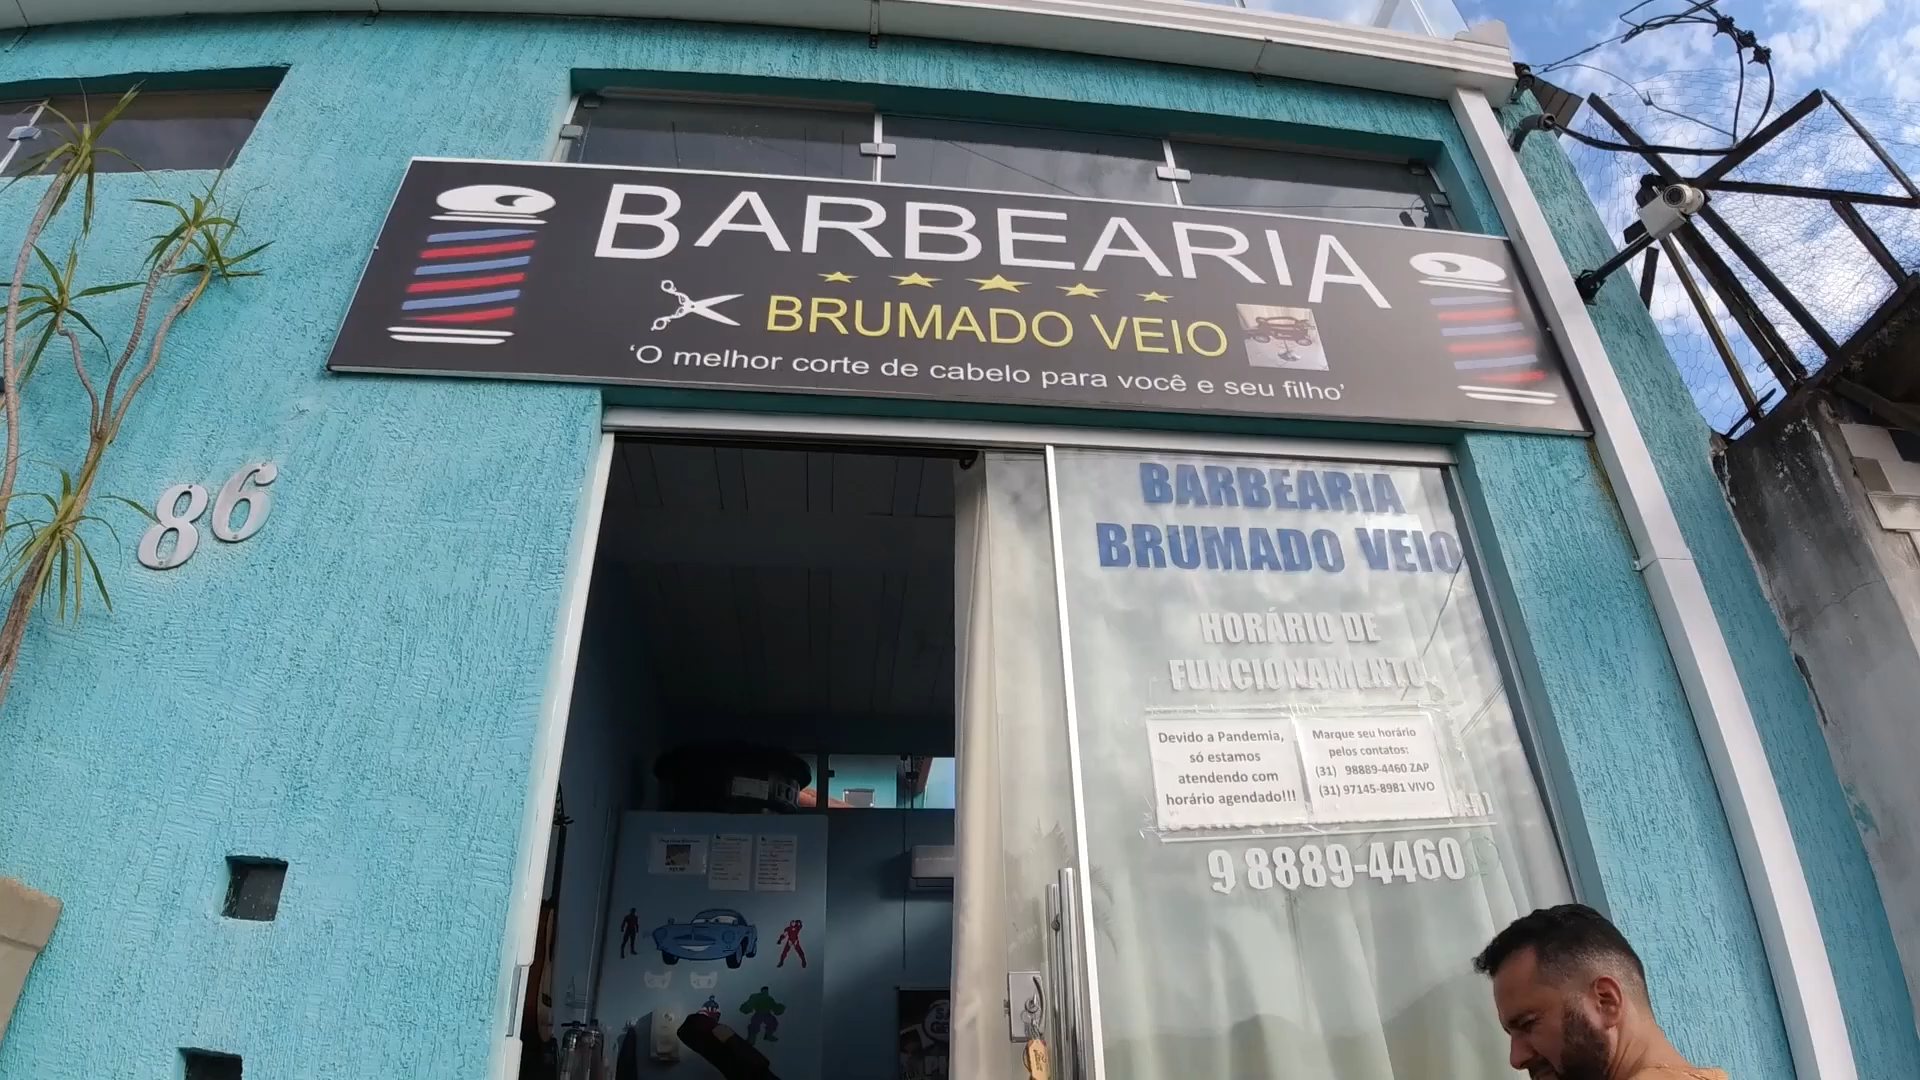 BARBEARIA
BRUMADO VEIO
'O melhor corte de cabelo para você e seu filho'
86
BARBEARIA
BRUMADO VEIO
HORÁRIO DE
FUNCIONAMENTO
Devido a Pandemia,
só estamos
atendendo com
horário agendado!!!
Marque seu horário
pelos contatos:
(31) 98889-4460 ZAP
(31) 97145-8981 VIVO
9 8889-4460